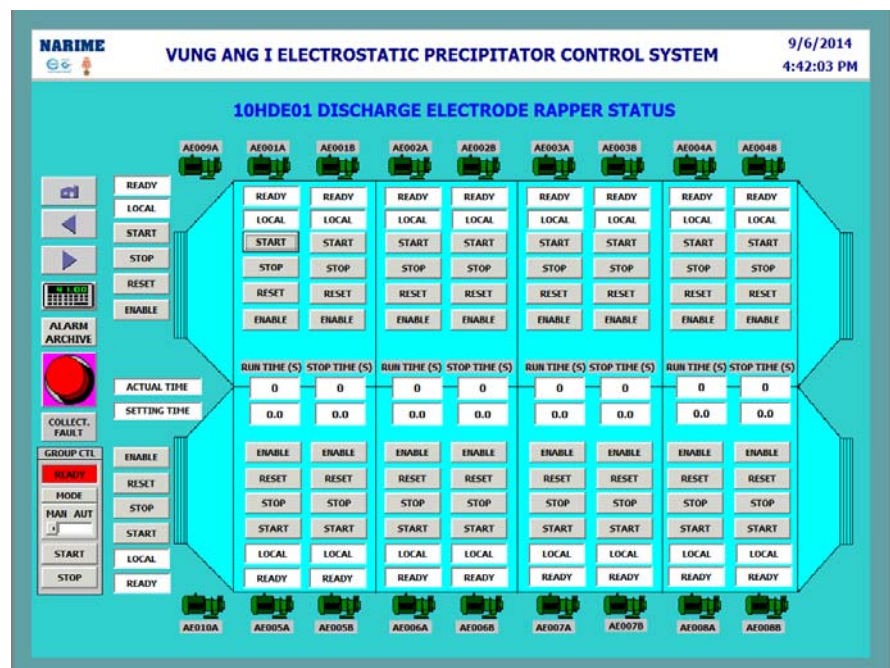 NARIME
VUNG ANG I ELECTROSTATIC PRECIPITATOR CONTROL SYSTEM
9/6/2014
4:42:03 PM
10HDE01 DISCHARGE ELECTRODE RAPPER STATUS
AE009A AE001A AE001B AE002A AE002B AE003A AE003B AE004A AE004B
READY READY READY READY READY READY READY READY READY
LOCAL LOCAL LOCAL LOCAL LOCAL LOCAL LOCAL LOCAL LOCAL
START START START START START START START START START
STOP STOP STOP STOP STOP STOP STOP STOP STOP
RESET RESET RESET RESET RESET RESET RESET RESET RESET
ENABLE ENABLE ENABLE ENABLE ENABLE ENABLE ENABLE ENABLE ENABLE
ALARM
ARCHIVE
RUN TIME (S) STOP TIME (S) RUN TIME (S) STOP TIME (S) RUN TIME (S) STOP TIME (S) RUN TIME (S) STOP TIME (S)
ACTUAL TIME 0 0 0 0 0 0 0 0
SETTING TIME 0.0 0.0 0.0 0.0 0.0 0.0 0.0 0.0
COLLECT.
FAULT
GROUP CTL
READY
MODE
MAN AUT
START
STOP
ENABLE ENABLE ENABLE ENABLE ENABLE ENABLE ENABLE ENABLE ENABLE
RESET RESET RESET RESET RESET RESET RESET RESET RESET
STOP STOP STOP STOP STOP STOP STOP STOP STOP
START START START START START START START START START
LOCAL LOCAL LOCAL LOCAL LOCAL LOCAL LOCAL LOCAL LOCAL
READY READY READY READY READY READY READY READY READY
AE010A AE005A AE005B AE006A AE006B AE007A AE007B AE008A AE008B